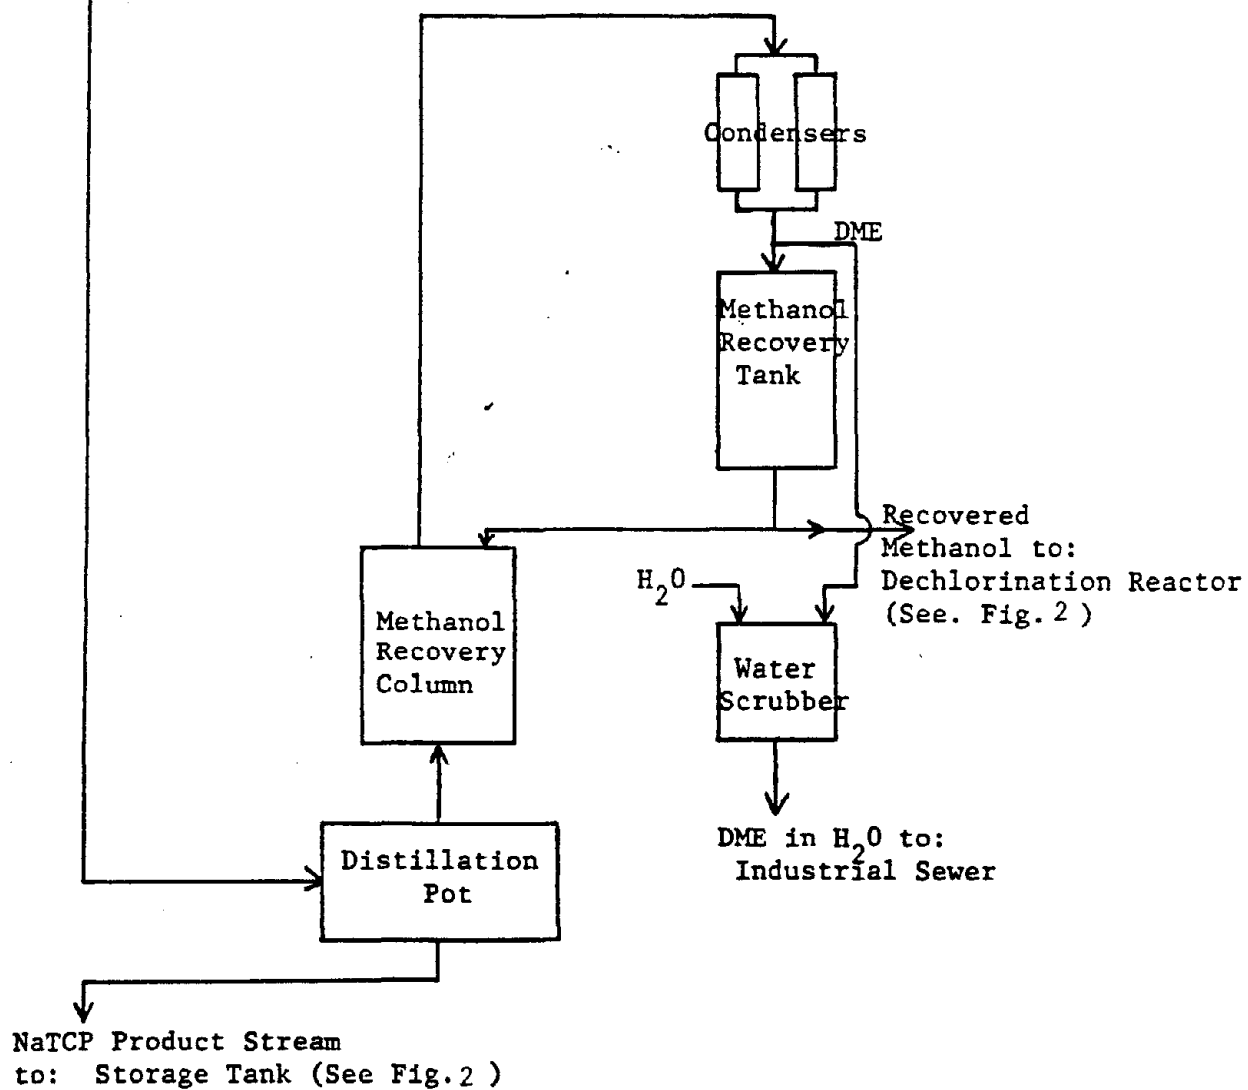 Condensers
DME
Methanol
Recovery
Tank
Recovered
Methanol to:
Dechlorination Reactor
(See. Fig. 2 )
H₂O
Methanol
Recovery
Column
Water
Scrubber
DME in H₂O to:
Industrial Sewer
Distillation
Pot
NaTCP Product Stream
to: Storage Tank (See Fig. 2 )